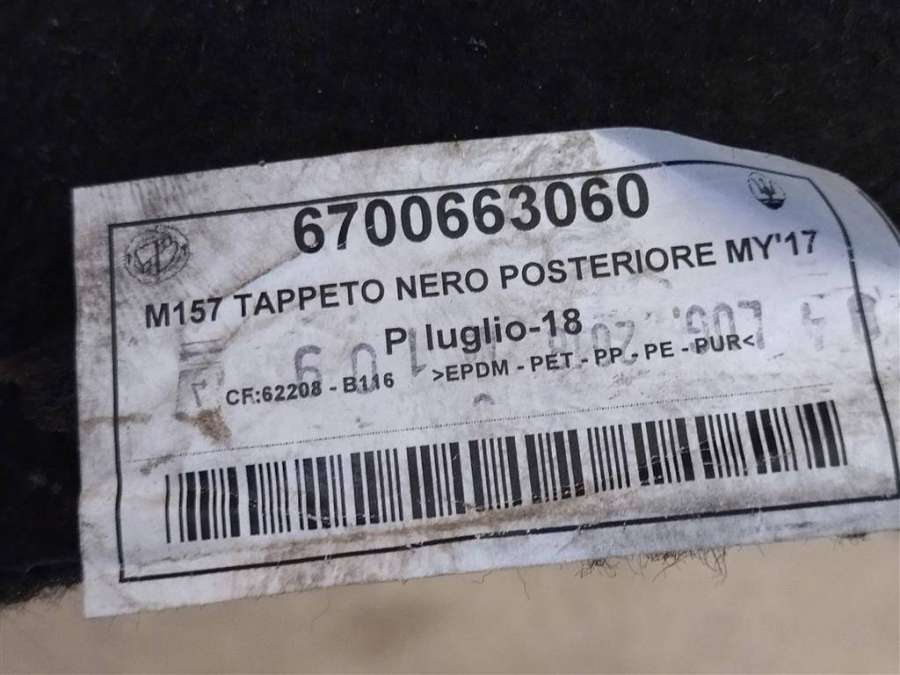 6700663060
M157 TAPPETO NERO POSTERIORE MY'17
P luglio-18
CF:62208 - B116 >EPDM - PET - PP - PE - PUR<